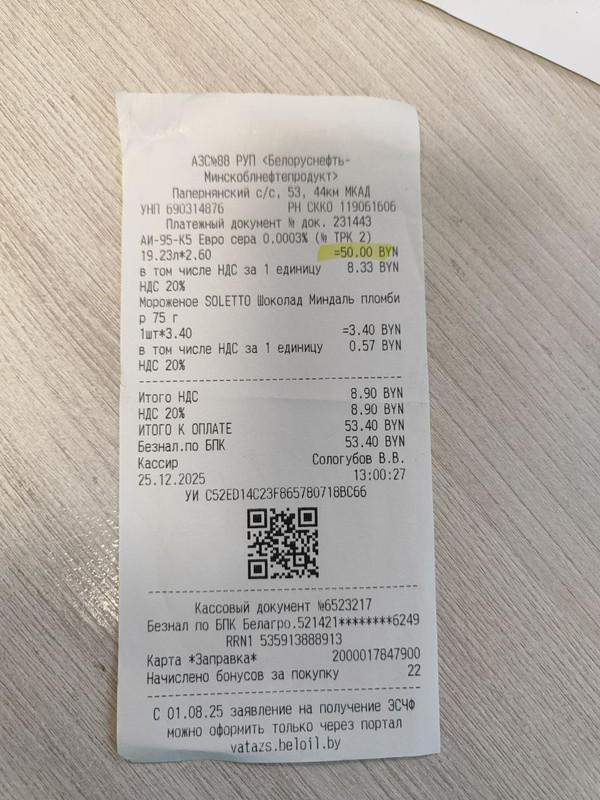 АЗС№88 РУП <Белоруснефть-
Минскоблнефтепродукт>
Папернянский с/с, 53, 44км МКАД
УНП 690314876 РН СККО 119061606
Платежный документ № док. 231443
АИ-95-К5 Евро сера 0.0003% (№ ТРК 2)
19.23л*2.60 =50.00 BYN
в том числе НДС за 1 единицу 8.33 BYN
НДС 20%
Мороженое SOLETTO Шоколад Миндаль пломби
р 75 г
1шт*3.40 =3.40 BYN
в том числе НДС за 1 единицу 0.57 BYN
НДС 20%
Итого НДС 8.90 BYN
НДС 20% 8.90 BYN
ИТОГО К ОПЛАТЕ 53.40 BYN
Безнал.по БПК 53.40 BYN
Кассир Сологубов В.В.
25.12.2025 13:00:27
УИ C52ED14C23F865780718BC66
Кассовый документ №6523217
Безнал по БПК Белагро.521421********6249
RRN1 535913888913
Карта *Заправка* 2000017847900
Начислено бонусов за покупку 22
С 01.08.25 заявление на получение ЭСЧФ
можно оформить только через портал
vatazs.beloil.by